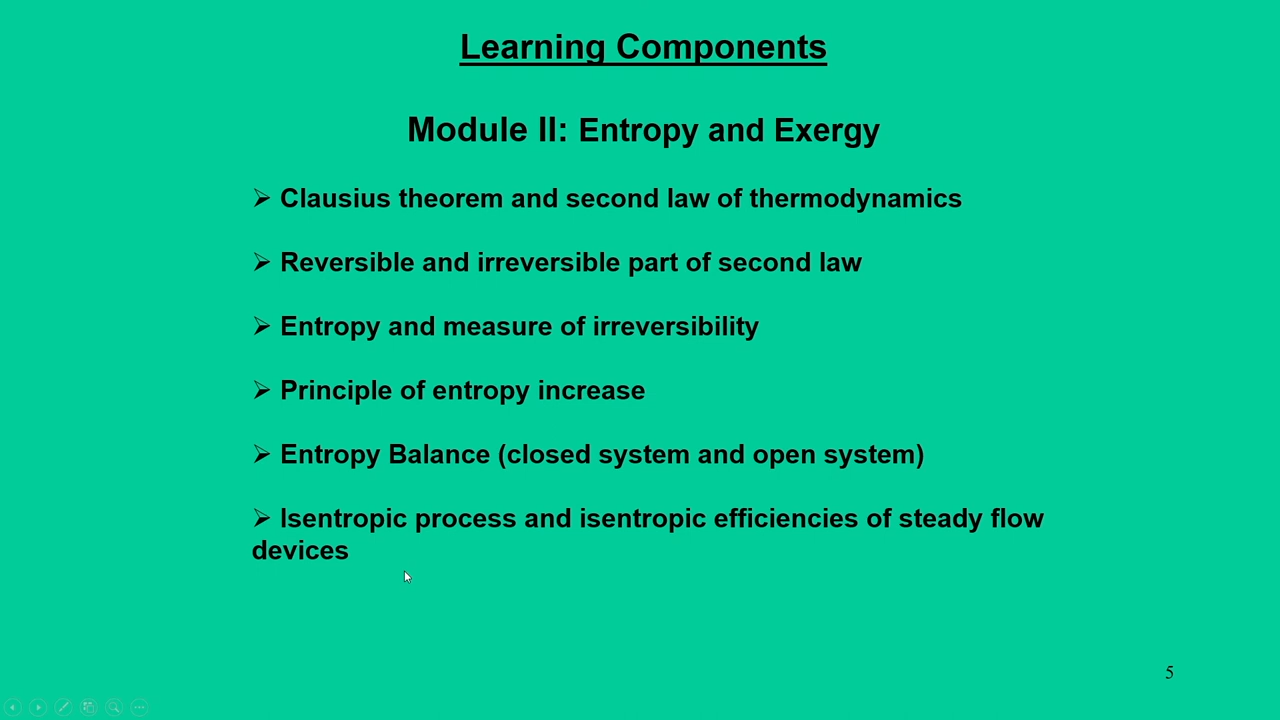 Learning Components
Module II: Entropy and Exergy
➢ Clausius theorem and second law of thermodynamics
➢ Reversible and irreversible part of second law
➢ Entropy and measure of irreversibility
➢ Principle of entropy increase
➢ Entropy Balance (closed system and open system)
➢ Isentropic process and isentropic efficiencies of steady flow
devices
5